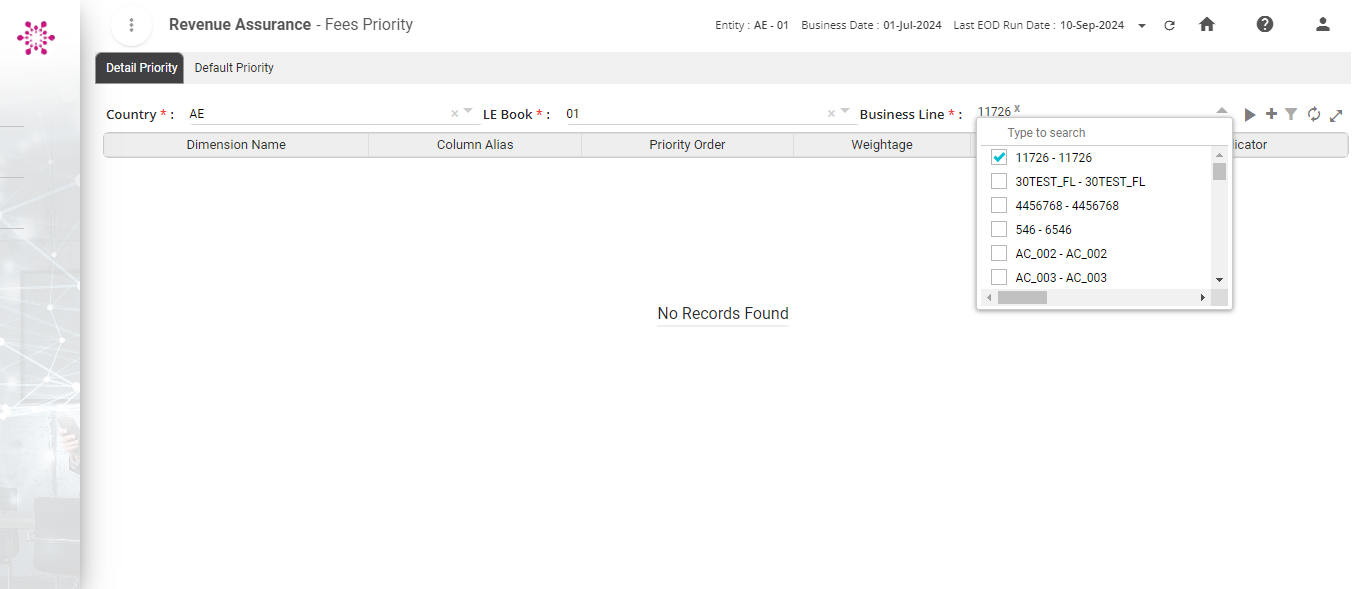 Revenue Assurance - Fees Priority
Entity : AE - 01 Business Date : 01-Jul-2024 Last EOD Run Date : 10-Sep-2024
Detail Priority Default Priority
Country * : AE × LE Book * : 01 × Business Line * : 11726 x
Dimension Name Column Alias Priority Order Weightage
Type to search
11726 - 11726
30TEST_FL - 30TEST_FL
4456768 - 4456768
546 - 6546
AC_002 - AC_002
AC_003 - AC_003
No Records Found